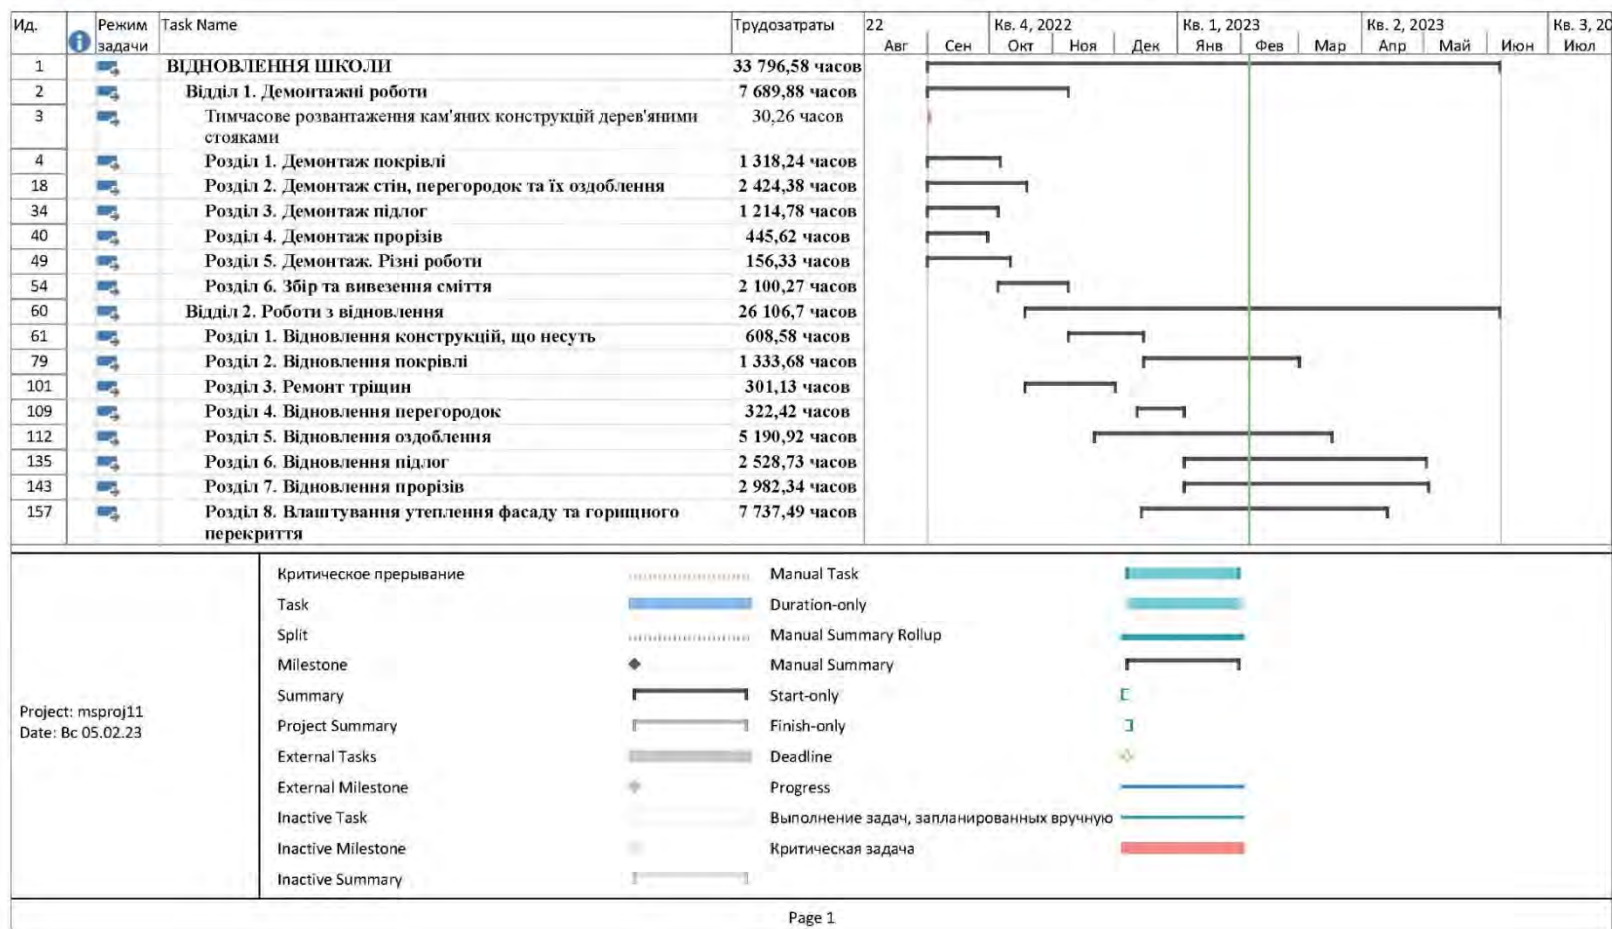 Ид. Режим задачи Task Name Трудозатраты 22 Кв. 4, 2022 Кв. 1, 2023 Кв. 2, 2023 Кв. 3, 20
Авг Сен Окт Ноя Дек Янв Фев Мар Апр Май Июн Июл
1 ВІДНОВЛЕННЯ ШКОЛИ 33 796,58 часов
2 Відділ 1. Демонтажні роботи 7 689,88 часов
3 Тимчасове розвантаження кам'яних конструкцій дерев'яними 30,26 часов
стояками
4 Розділ 1. Демонтаж покрівлі 1 318,24 часов
18 Розділ 2. Демонтаж стін, перегородок та їх оздоблення 2 424,38 часов
34 Розділ 3. Демонтаж підлог 1 214,78 часов
40 Розділ 4. Демонтаж прорізів 445,62 часов
49 Розділ 5. Демонтаж. Різні роботи 156,33 часов
54 Розділ 6. Збір та вивезення сміття 2 100,27 часов
60 Відділ 2. Роботи з відновлення 26 106,7 часов
61 Розділ 1. Відновлення конструкцій, що несуть 608,58 часов
79 Розділ 2. Відновлення покрівлі 1 333,68 часов
101 Розділ 3. Ремонт тріщин 301,13 часов
109 Розділ 4. Відновлення перегородок 322,42 часов
112 Розділ 5. Відновлення оздоблення 5 190,92 часов
135 Розділ 6. Відновлення підлог 2 528,73 часов
143 Розділ 7. Відновлення прорізів 2 982,34 часов
157 Розділ 8. Влаштування утеплення фасаду та горищного 7 737,49 часов
перекриття
Project: msproj11
Date: Вс 05.02.23
Критическое прерывание
Task
Split
Milestone
Summary
Project Summary
External Tasks
External Milestone
Inactive Task
Inactive Milestone
Inactive Summary
Manual Task
Duration-only
Manual Summary Rollup
Manual Summary
Start-only
Finish-only
Deadline
Progress
Выполнение задач, запланированных вручную
Критическая задача
Page 1